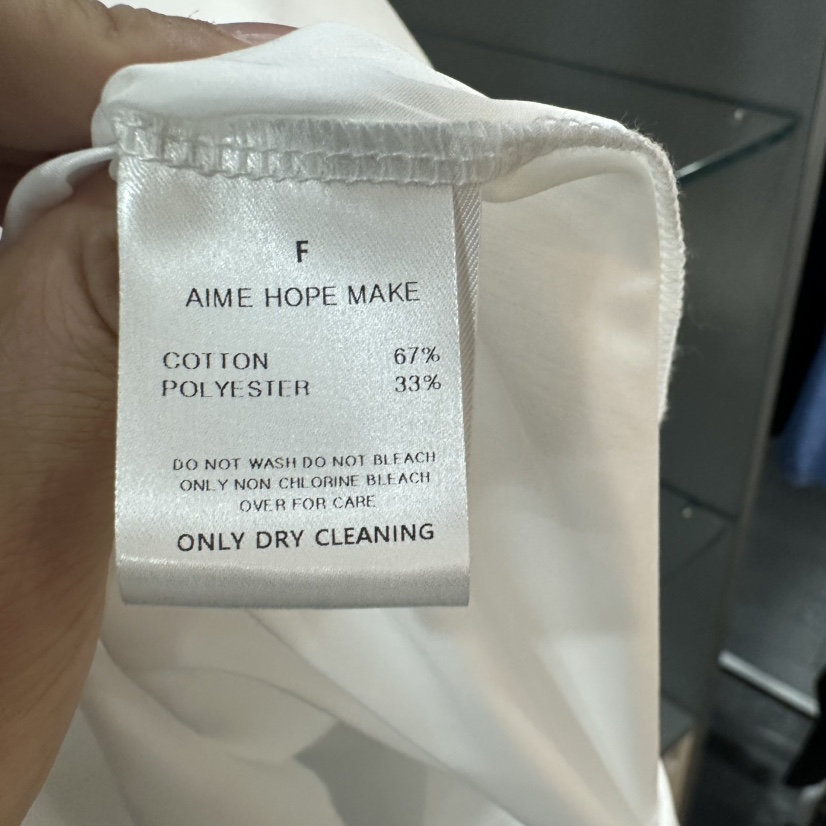 F
AIME HOPE MAKE
COTTON 67%
POLYESTER 33%
DO NOT WASH DO NOT BLEACH
ONLY NON CHLORINE BLEACH
OVER FOR CARE
ONLY DRY CLEANING